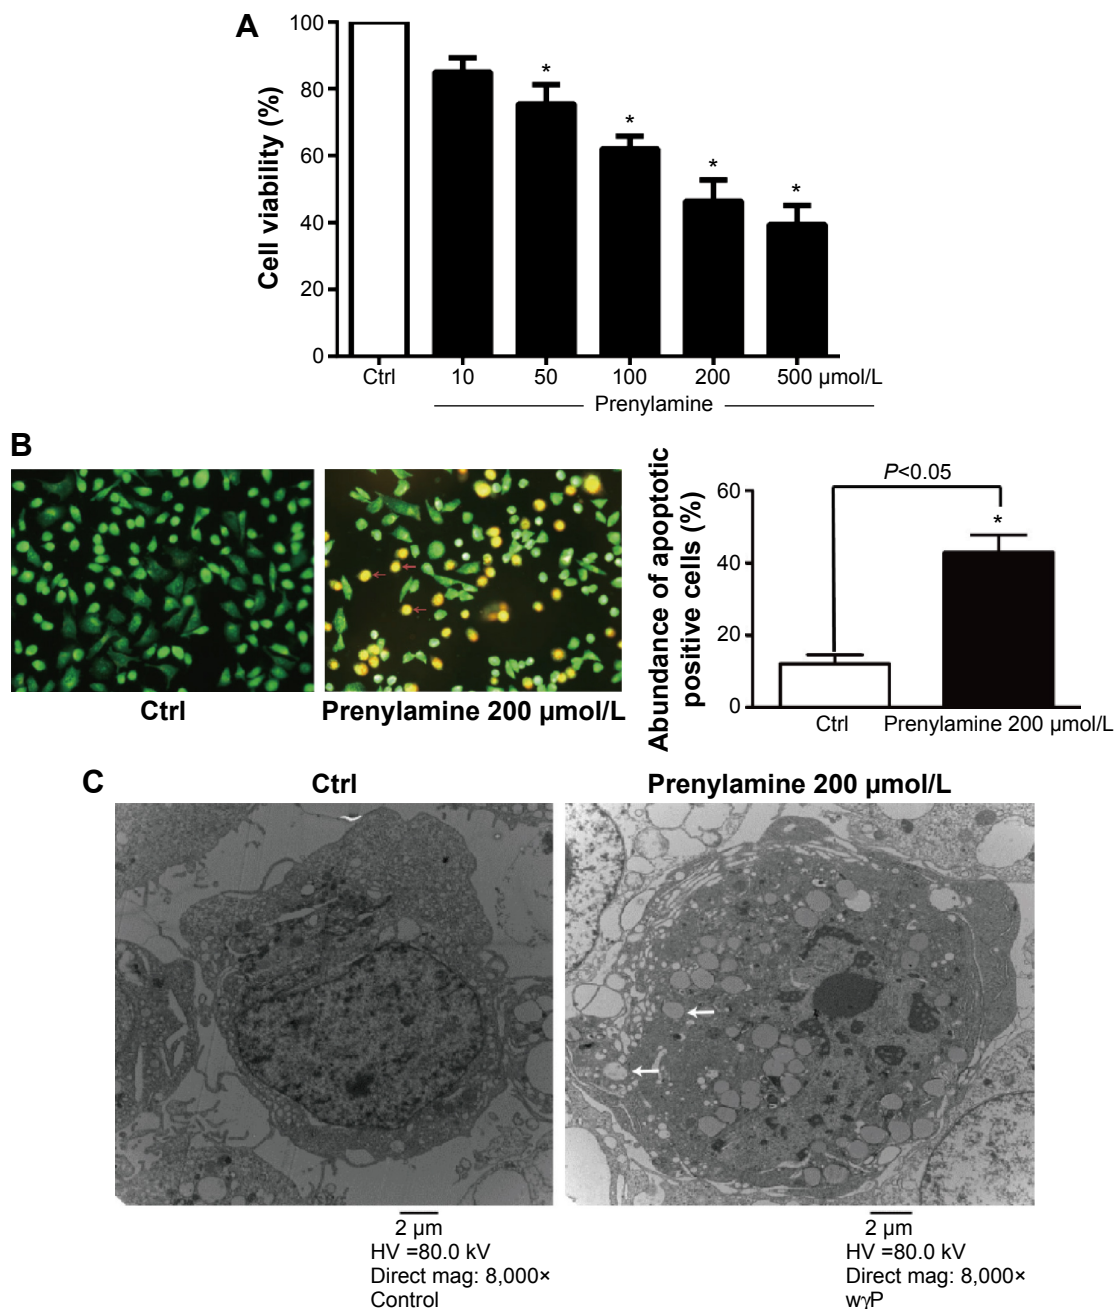 A
Cell viability (%)
100
80
60
40
20
0
*
*
*
*
*
Ctrl 10 50 100 200 500 μmol/L
Prenylamine
B
Ctrl
Prenylamine 200 μmol/L
Abundance of apoptotic
positive cells (%)
60
40
20
0
P<0.05
*
Ctrl Prenylamine 200 μmol/L
C
Ctrl
Prenylamine 200 μmol/L
2 μm
HV =80.0 kV
Direct mag: 8,000×
Control
2 μm
HV =80.0 kV
Direct mag: 8,000×
wγP